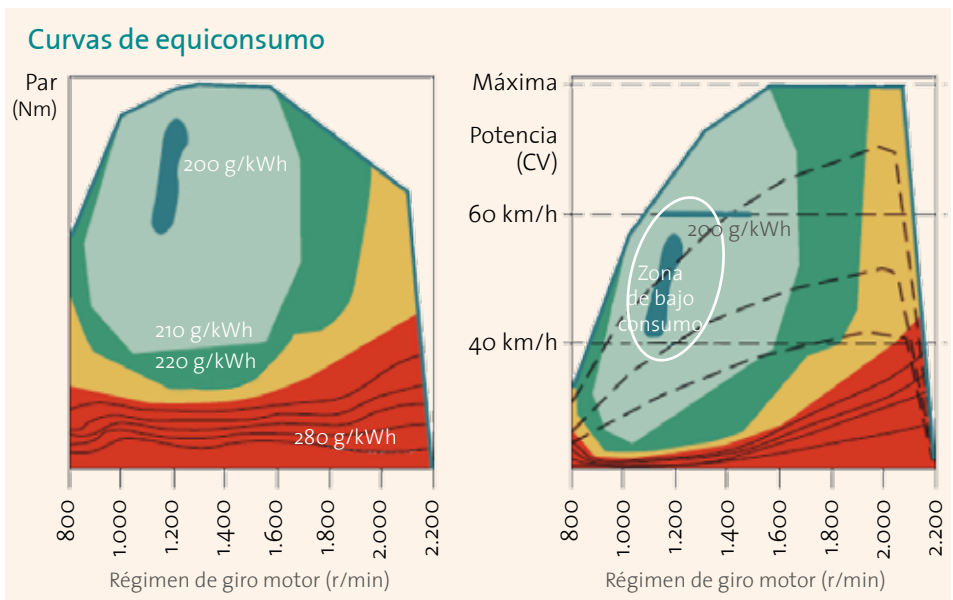 Curvas de equiconsumo
Par
(Nm)
200 g/kWh
210 g/kWh
220 g/kWh
280 g/kWh
800
1.000
1.200
1.400
1.600
1.800
2.000
2.200
Régimen de giro motor (r/min)
Máxima
Potencia
(CV)
60 km/h
200 g/kWh
Zona
de bajo
consumo
40 km/h
800
1.000
1.200
1.400
1.600
1.800
2.000
2.200
Régimen de giro motor (r/min)